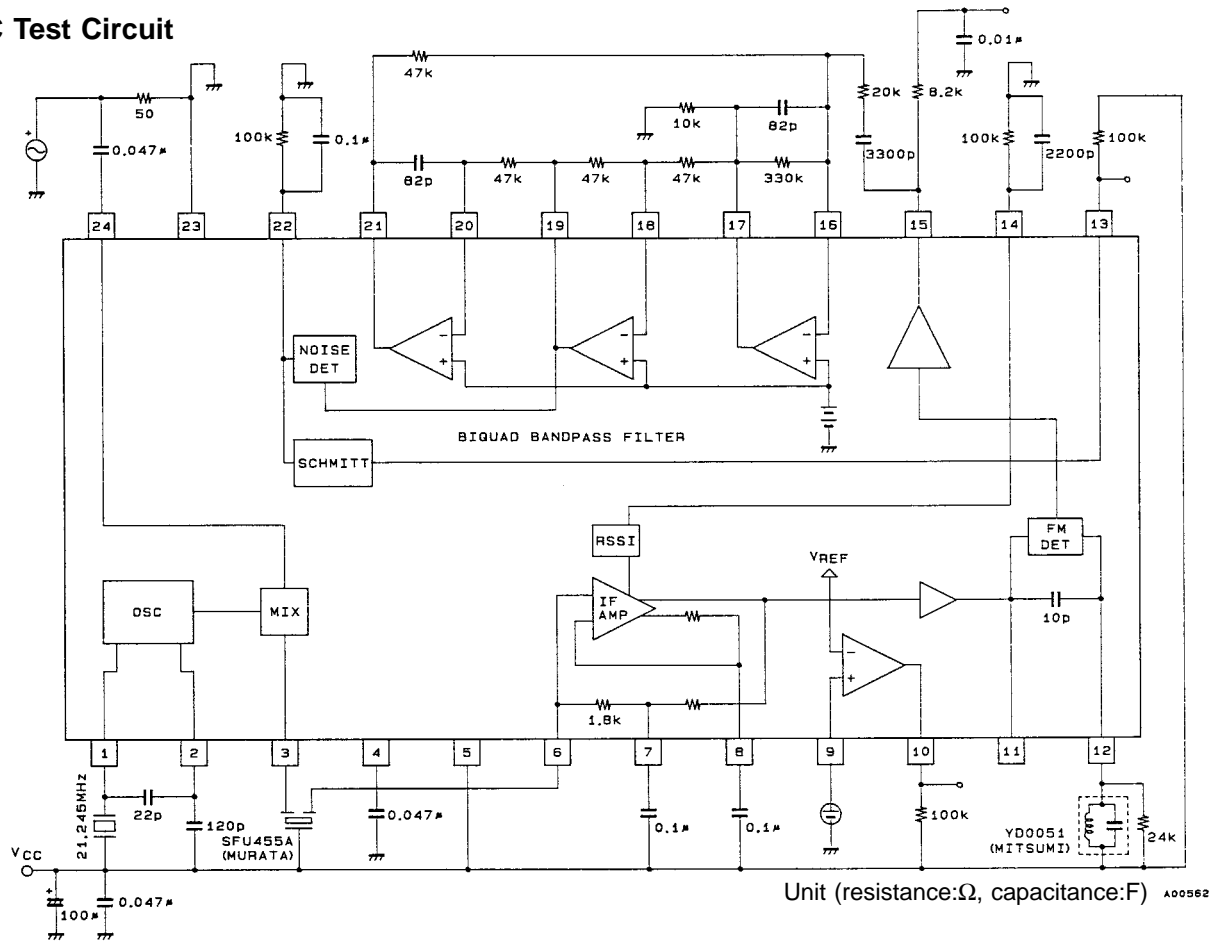 C Test Circuit
0.01μ
47k
50
20k
8.2k
10k
82p
100k
0.1μ
0.047μ
3300p
100k
2200p
100k
82p
47k
47k
47k
330k
24
23
22
21
20
19
18
17
16
15
14
13
NOISE
DET
-
+
-
+
-
+
BIQUAD BANDPASS FILTER
SCHMITT
RSSI
VREF
FM
DET
OSC
MIX
IF
AMP
10p
-
+
1.8k
1
2
3
4
5
6
7
8
9
10
11
12
21.245MHz
22p
120p
SFU455A
(MURATA)
0.047μ
0.1μ
0.1μ
100k
YD0051
(MITSUMI)
24k
VCC
+
100μ
0.047μ
Unit (resistance:Ω, capacitance:F)
A00562